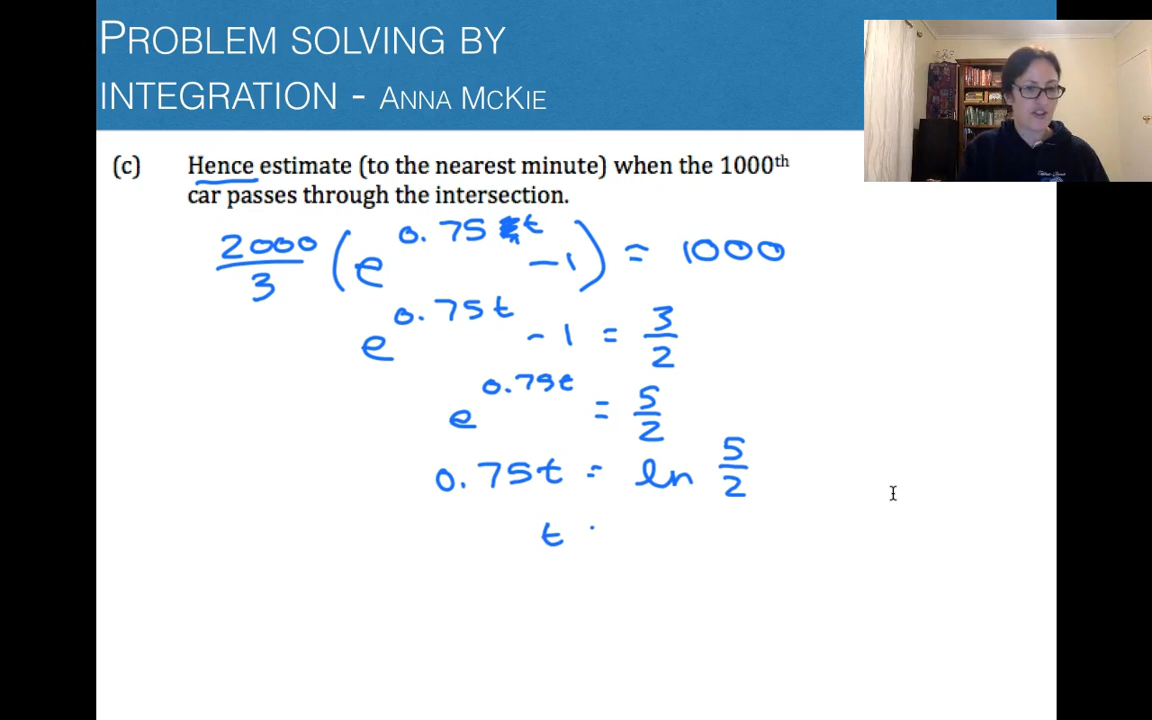 PROBLEM SOLVING BY
INTEGRATION - ANNA MCKIE
(c) Hence estimate (to the nearest minute) when the 1000th
car passes through the intersection.
2000/3 (e^0.75t - 1) = 1000
e^0.75t - 1 = 3/2
e^0.75t = 5/2
0.75t = ln 5/2
t